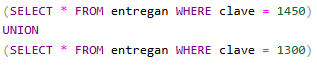 (SELECT * FROM entregan WHERE clave = 1450)
UNION
(SELECT * FROM entregan WHERE clave = 1300)